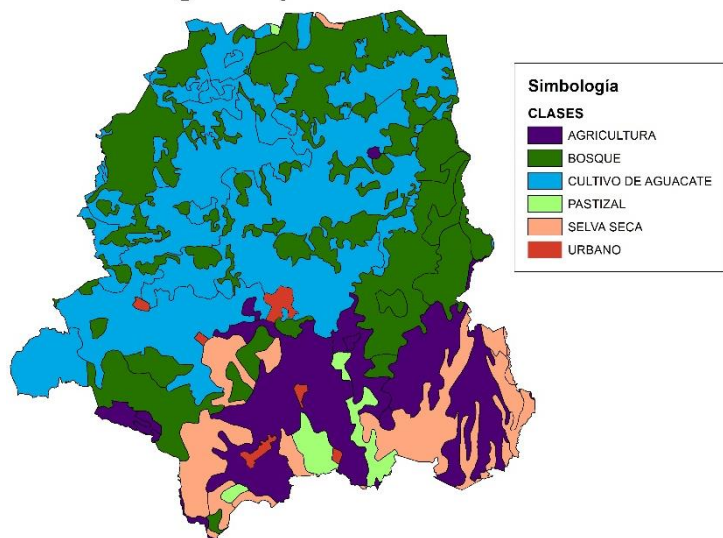 Simbología
CLASES
AGRICULTURA
BOSQUE
CULTIVO DE AGUACATE
PASTIZAL
SELVA SECA
URBANO